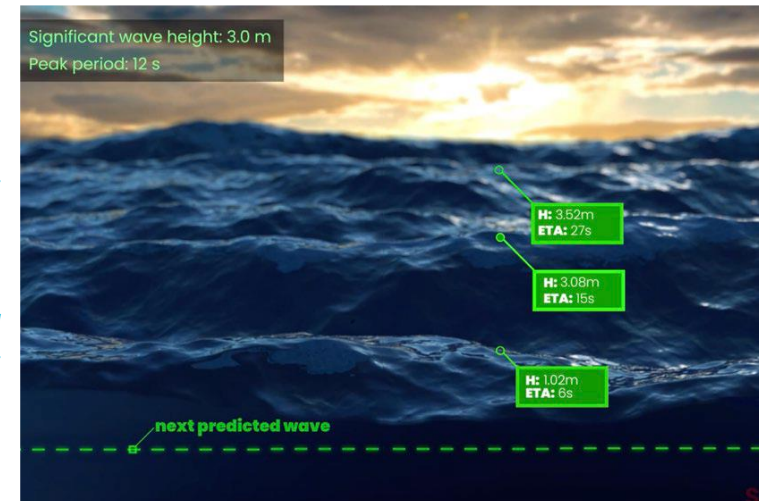 Significant wave height: 3.0 m
Peak period: 12 s
H: 3.52m
ETA: 27s
H: 3.08m
ETA: 15s
H: 1.02m
ETA: 6s
next predicted wave